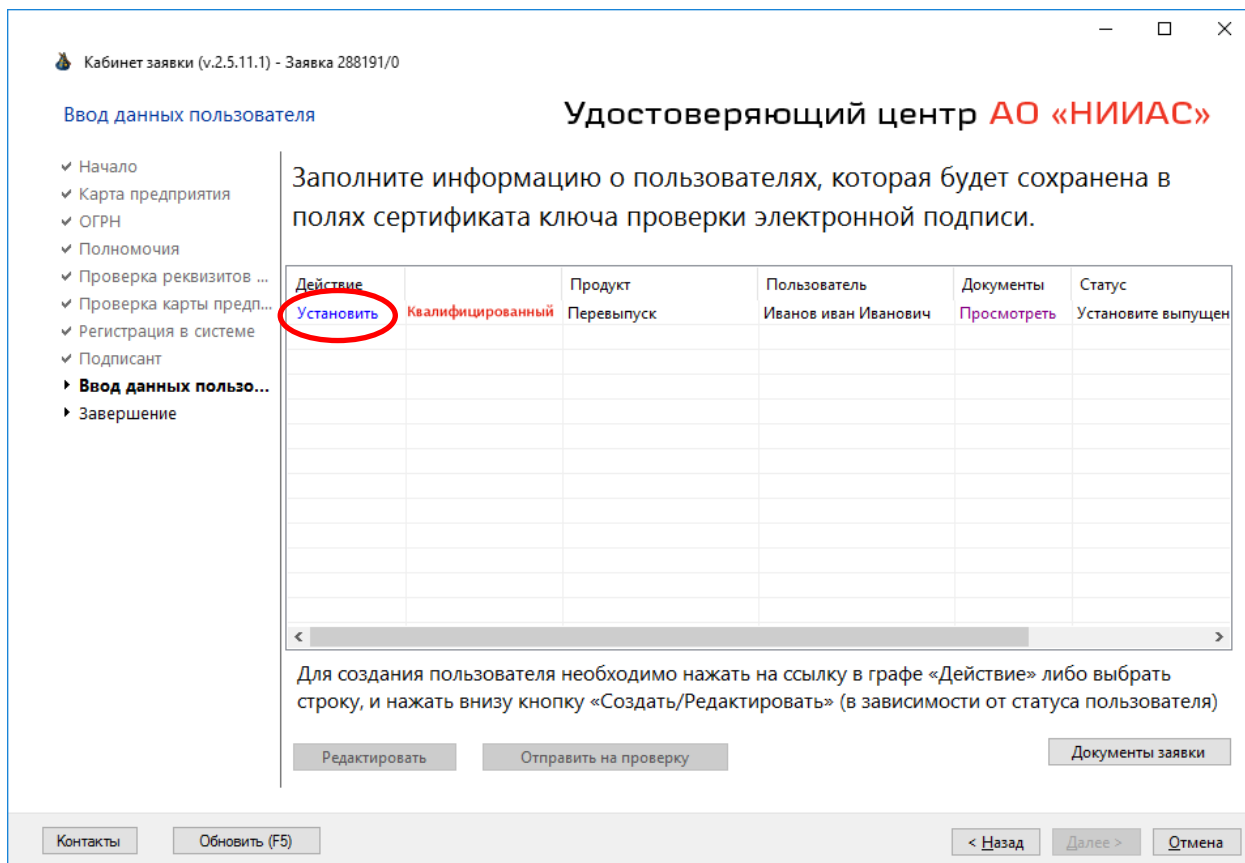 Кабинет заявки (v.2.5.11.1) - Заявка 288191/0
Ввод данных пользователя
Удостоверяющий центр АО «НИИАС»
Начало
Карта предприятия
ОГРН
Полномочия
Проверка реквизитов ...
Проверка карты предп...
Регистрация в системе
Подписант
Ввод данных пользо...
Завершение
Заполните информацию о пользователях, которая будет сохранена в
полях сертификата ключа проверки электронной подписи.
Действие Продукт Пользователь Документы Статус
Установить Квалифицированный Перевыпуск Иванов иван Иванович Просмотреть Установите выпущен
Для создания пользователя необходимо нажать на ссылку в графе «Действие» либо выбрать
строку, и нажать внизу кнопку «Создать/Редактировать» (в зависимости от статуса пользователя)
Редактировать Отправить на проверку Документы заявки
Контакты Обновить (F5) < Назад Далее > Отмена